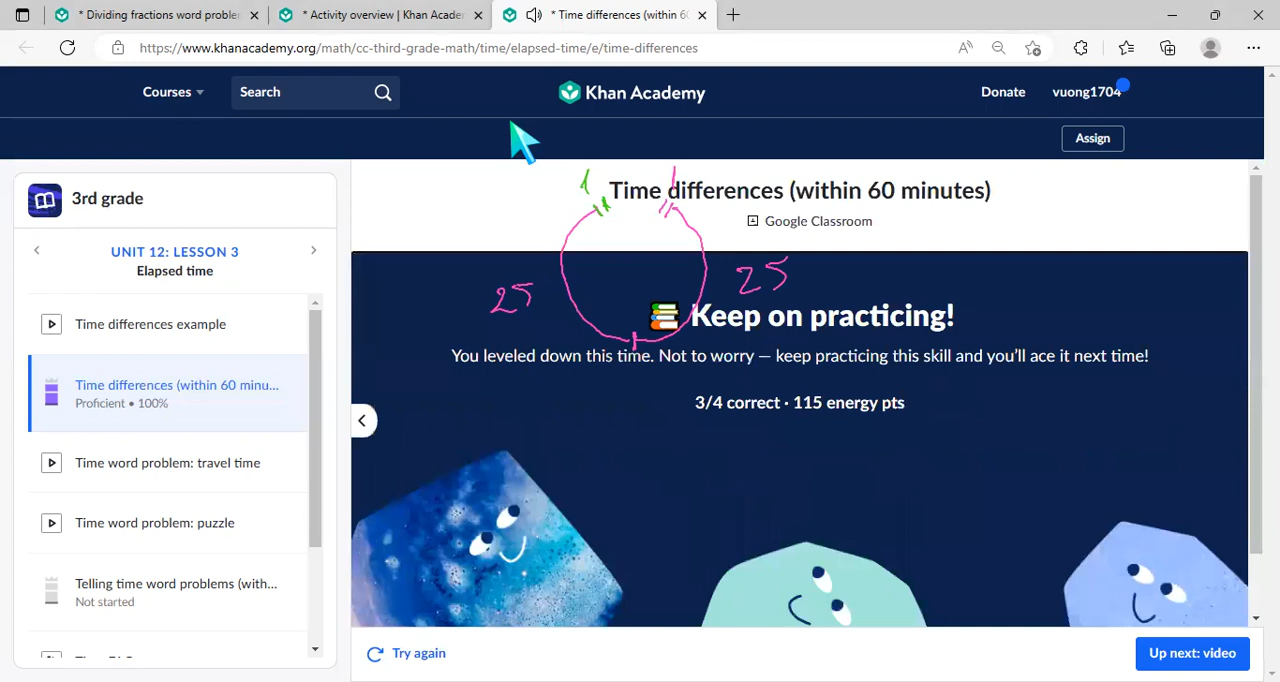 * Dividing fractions word problem
* Activity overview | Khan Acade
* Time differences (within 60
https://www.khanacademy.org/math/cc-third-grade-math/time/elapsed-time/e/time-differences
Courses
Search
Khan Academy
Donate
vuong1704
Assign
3rd grade
UNIT 12: LESSON 3
Elapsed time
Time differences example
Time differences (within 60 minu...
Proficient • 100%
Time word problem: travel time
Time word problem: puzzle
Telling time word problems (with...
Not started
1
1
Time differences (within 60 minutes)
Google Classroom
25
25
Keep on practicing!
You leveled down this time. Not to worry — keep practicing this skill and you'll ace it next time!
3/4 correct · 115 energy pts
Try again
Up next: video